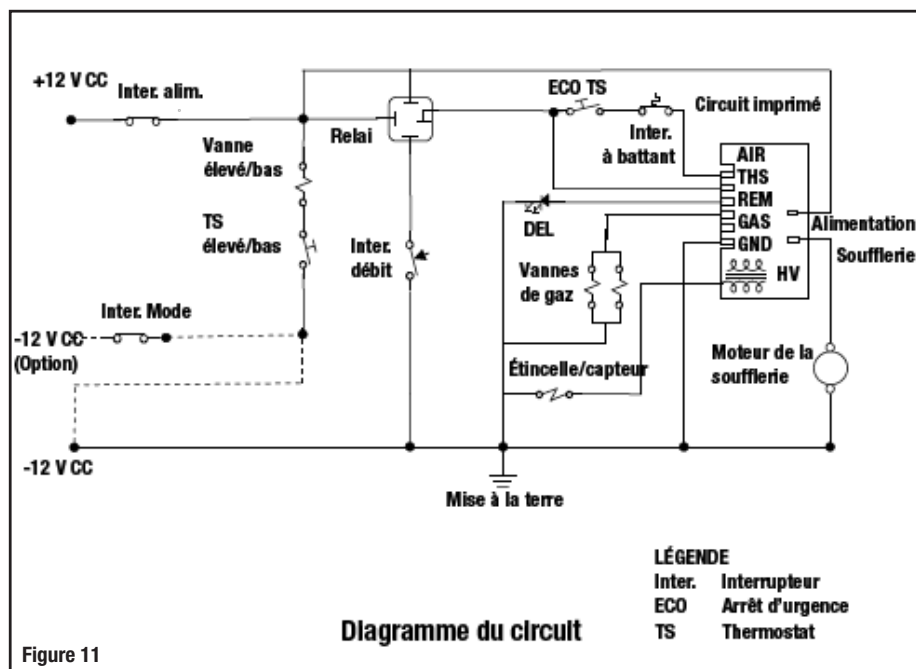 +12 V CC
Inter. alim.
ECO TS
Circuit imprimé
Relai
Inter.
à battant
Vanne
élevé/bas
AIR
THS
REM
GAS
GND
HV
TS
élevé/bas
DEL
Alimentation
Soufflerie
Inter.
débit
Vannes
de gaz
Inter. Mode
-12 V CC
(Option)
Étincelle/capteur
Moteur de la
soufflerie
-12 V CC
Mise à la terre
LÉGENDE
Inter. Interrupteur
ECO Arrêt d'urgence
TS Thermostat
Diagramme du circuit
Figure 11